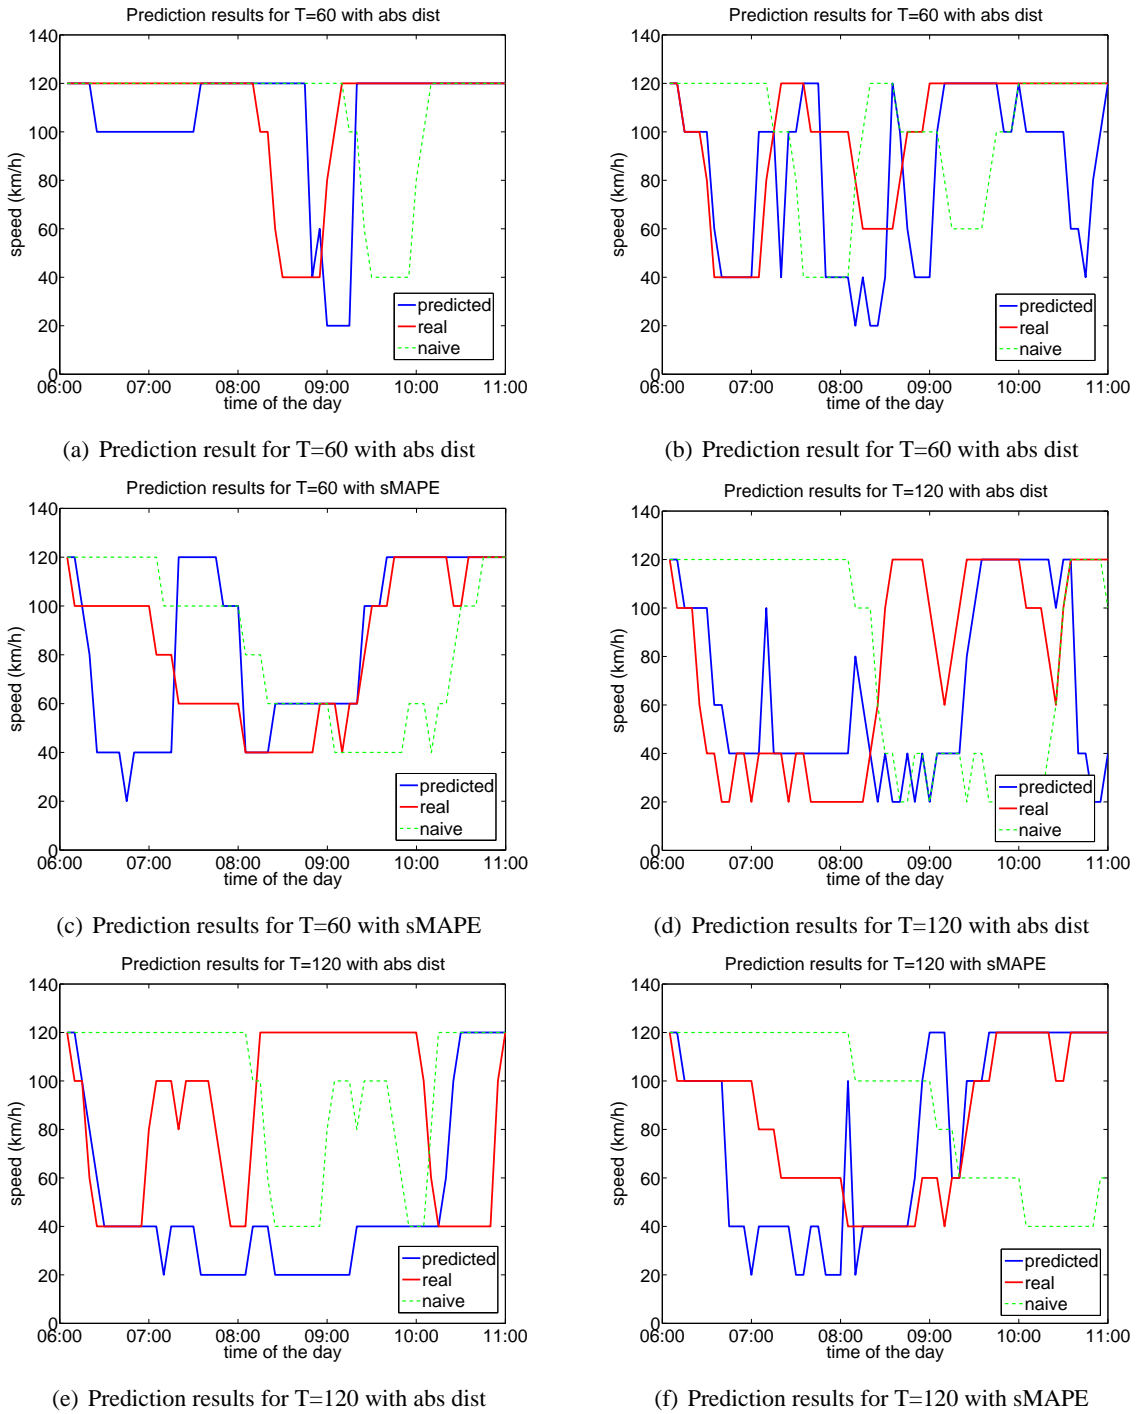 Prediction results for T=60 with abs dist
140
120
100
80
60
40
20
0
speed (km/h)
predicted
real
naive
06:00 07:00 08:00 09:00 10:00 11:00
time of the day
(a) Prediction result for T=60 with abs dist
Prediction results for T=60 with abs dist
140
120
100
80
60
40
20
0
speed (km/h)
predicted
real
naive
06:00 07:00 08:00 09:00 10:00 11:00
time of the day
(b) Prediction result for T=60 with abs dist
Prediction results for T=60 with sMAPE
140
120
100
80
60
40
20
0
speed (km/h)
predicted
real
naive
06:00 07:00 08:00 09:00 10:00 11:00
time of the day
(c) Prediction results for T=60 with sMAPE
Prediction results for T=120 with abs dist
140
120
100
80
60
40
20
0
speed (km/h)
predicted
real
naive
06:00 07:00 08:00 09:00 10:00 11:00
time of the day
(d) Prediction results for T=120 with abs dist
Prediction results for T=120 with abs dist
140
120
100
80
60
40
20
0
speed (km/h)
predicted
real
naive
06:00 07:00 08:00 09:00 10:00 11:00
time of the day
(e) Prediction results for T=120 with abs dist
Prediction results for T=120 with sMAPE
140
120
100
80
60
40
20
0
speed (km/h)
predicted
real
naive
06:00 07:00 08:00 09:00 10:00 11:00
time of the day
(f) Prediction results for T=120 with sMAPE